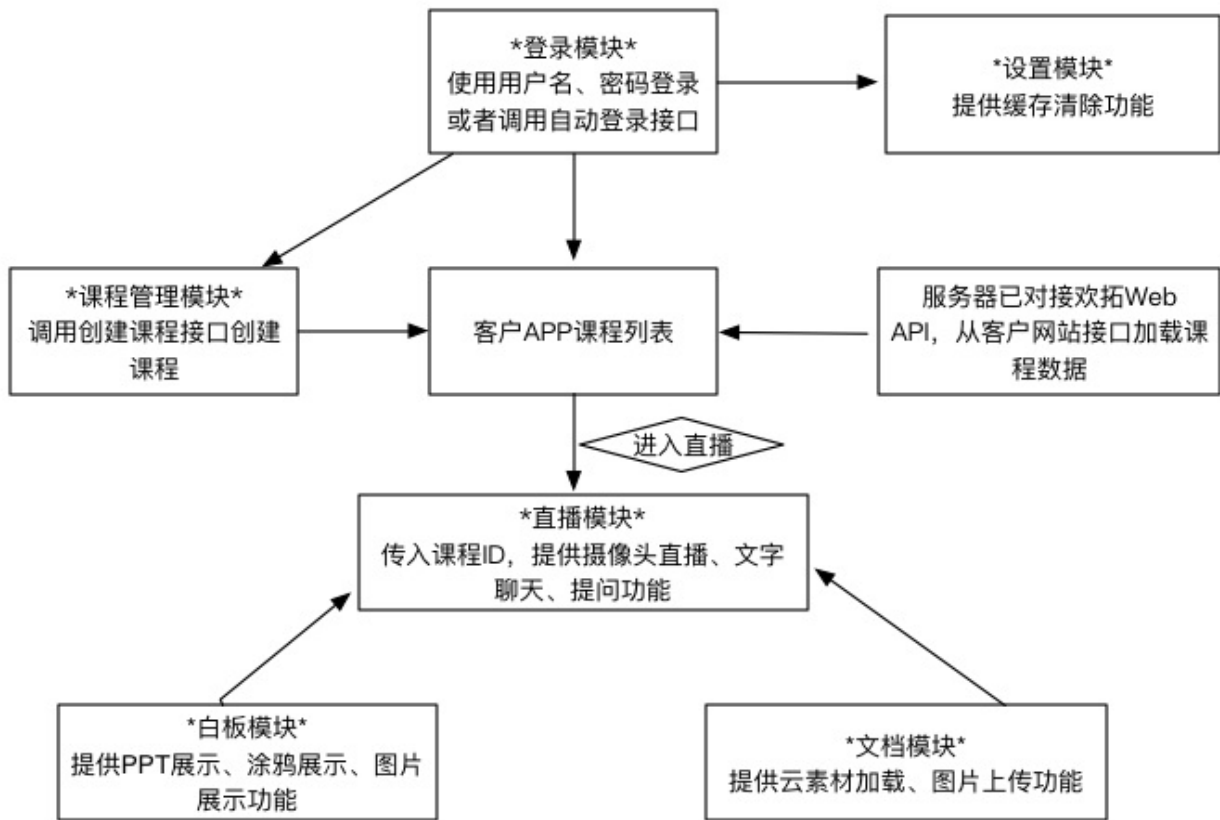 *登录模块*
使用用户名、密码登录
或者调用自动登录接口
*设置模块*
提供缓存清除功能
*课程管理模块*
调用创建课程接口创建
课程
客户APP课程列表
服务器已对接欢拓Web
API，从客户网站接口加载课
程数据
进入直播
*直播模块*
传入课程ID，提供摄像头直播、文字
聊天、提问功能
*白板模块*
提供PPT展示、涂鸦展示、图片
展示功能
*文档模块*
提供云素材加载、图片上传功能